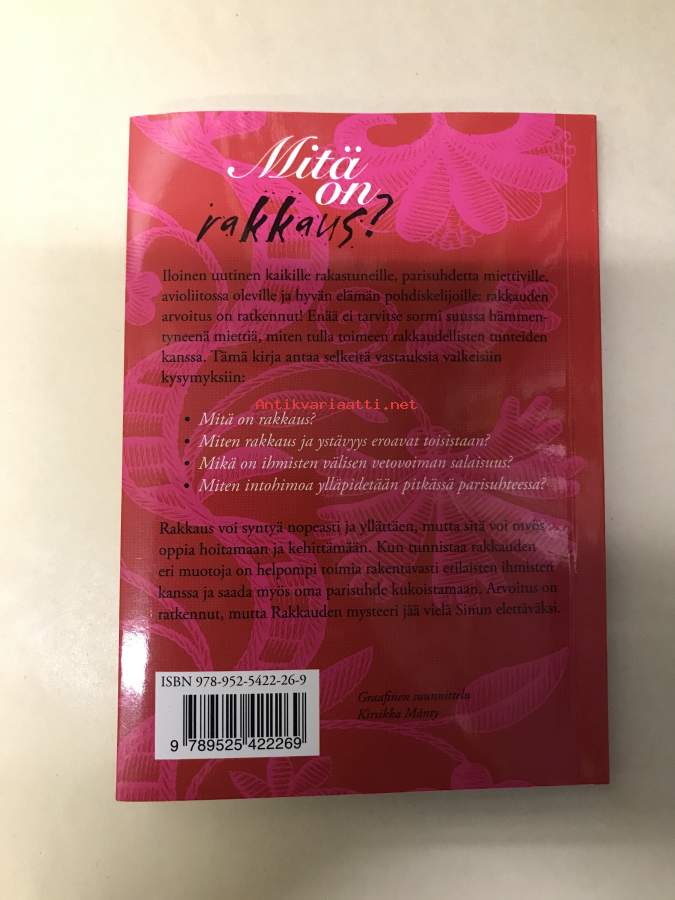 Mitä
on
rakkaus?
Iloinen uutinen kaikille rakastuneille, parisuhdetta miettiville,
avioliitossa oleville ja hyvän elämän pohdiskelijoille: rakkauden
arvoitus on ratkennut! Enää ei tarvitse sormi suussa hämmen-
tyneenä miettiä, miten tulla toimeen rakkaudellisten tunteiden
kanssa. Tämä kirja antaa selkeitä vastauksia vaikeisiin
kysymyksiin:
Antikvariaatti.net
• Mitä on rakkaus?
• Miten rakkaus ja ystävyys eroavat toisistaan?
• Mikä on ihmisten välisen vetovoiman salaisuus?
• Miten intohimoa ylläpidetään pitkässä parisuhteessa?
Rakkaus voi syntyä nopeasti ja yllättäen, mutta sitä voi myös
oppia hoitamaan ja kehittämään. Kun tunnistaa rakkauden
eri muotoja on helpompi toimia rakentavasti erilaisten ihmisten
kanssa ja saada myös oma parisuhde kukoistamaan. Arvoitus on
ratkennut, mutta Rakkauden mysteeri jää vielä Sinun elettäväksi.
ISBN 978-952-5422-26-9
9 789525 422269
Graafinen suunnittelu
Kirsikka Mänty